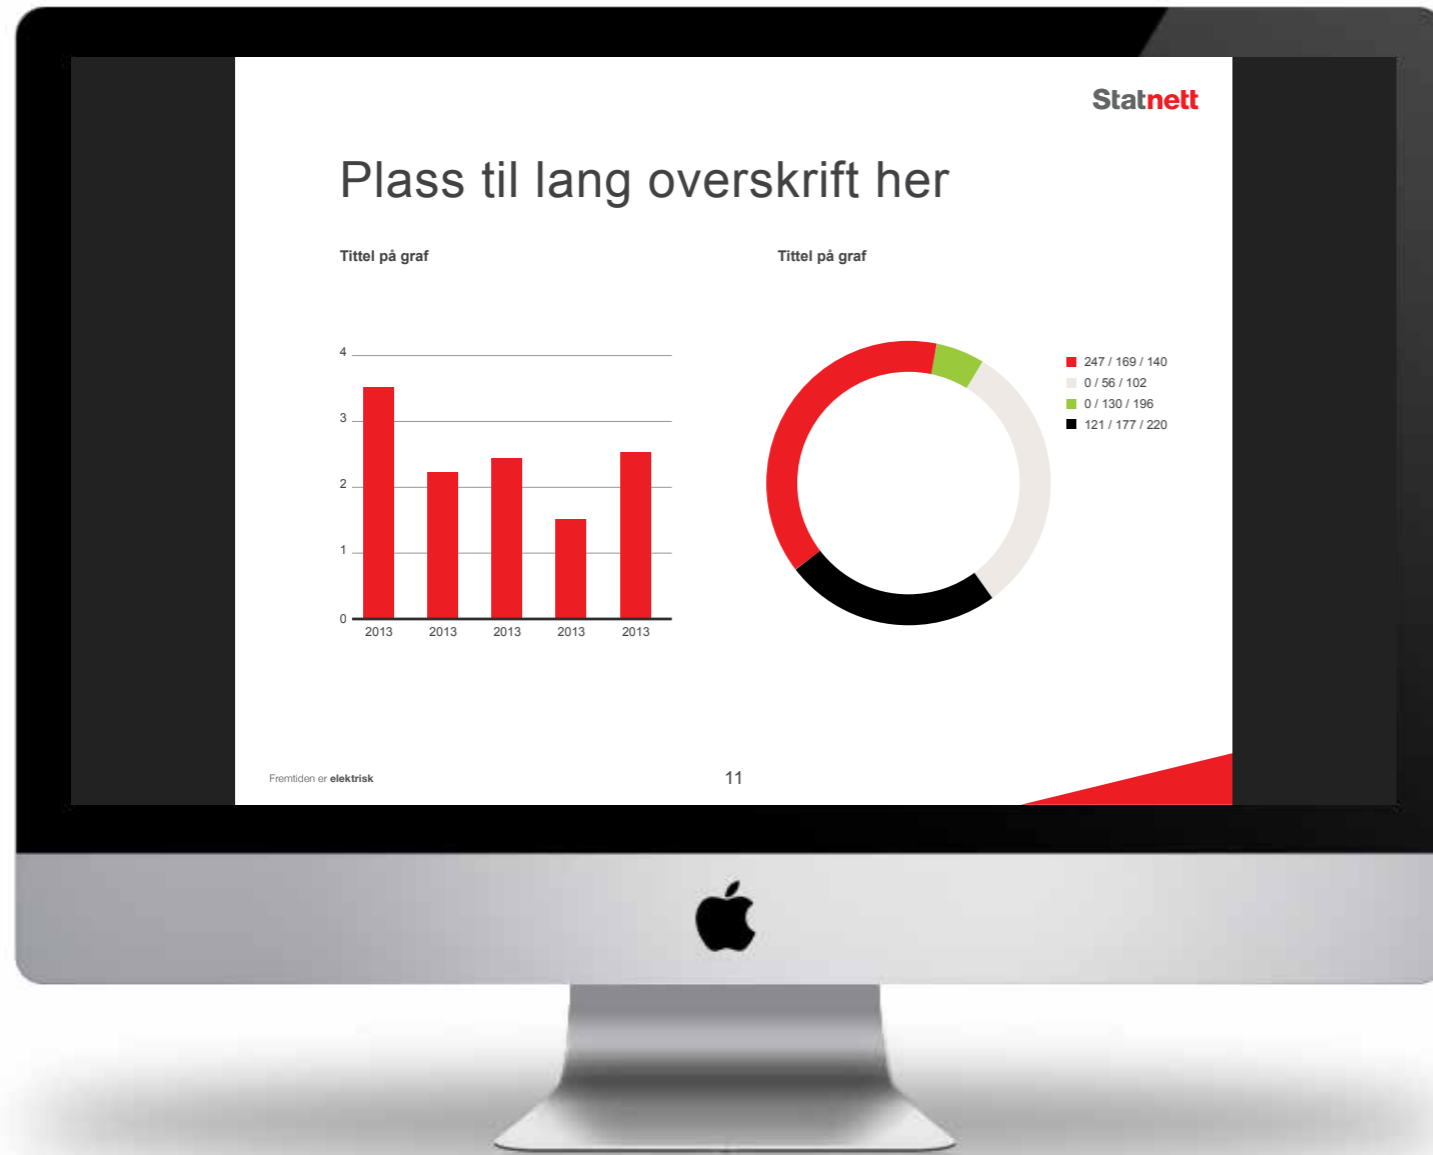 Statnett
Plass til lang overskrift her
Tittel på graf
4
3
2
1
0
2013 2013 2013 2013 2013
Tittel på graf
247 / 169 / 140
0 / 56 / 102
0 / 130 / 196
121 / 177 / 220
Fremtiden er elektrisk
11